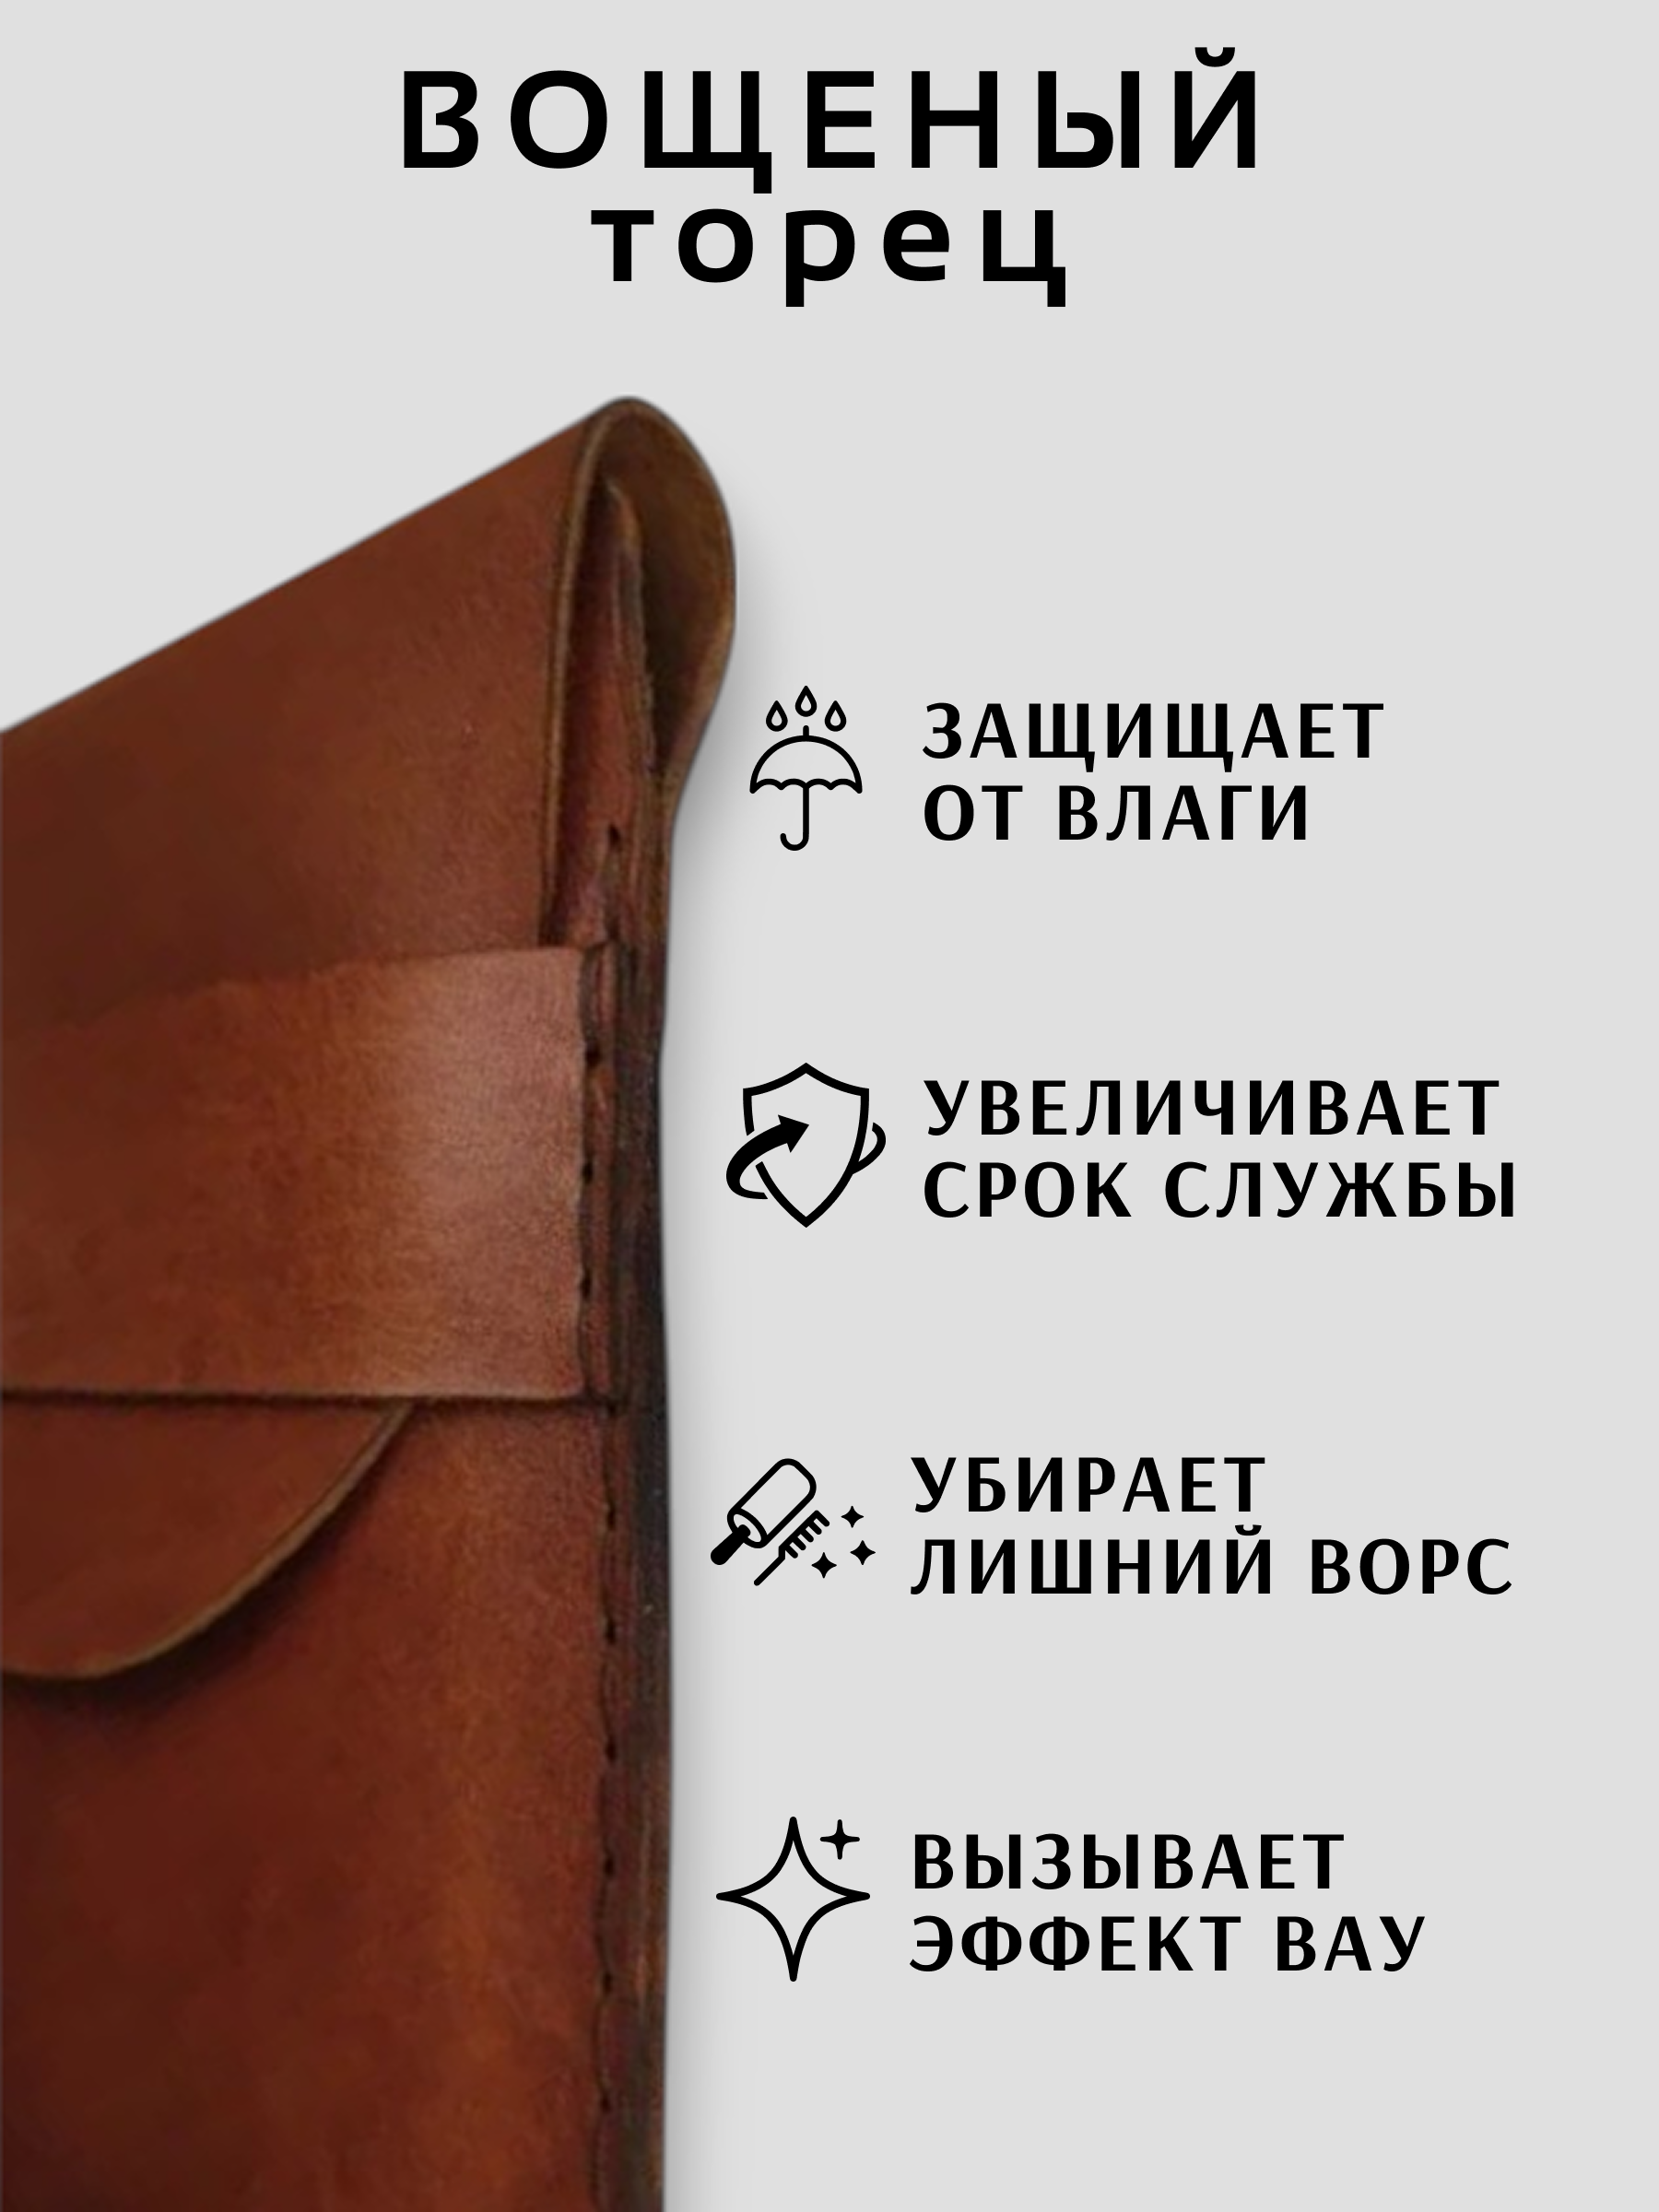 ВОЩЕНЫЙ
торец
ЗАЩИЩАЕТ
ОТ ВЛАГИ
УВЕЛИЧИВАЕТ
СРОК СЛУЖБЫ
УБИРАЕТ
ЛИШНИЙ ВОРС
ВЫЗЫВАЕТ
ЭФФЕКТ ВАУ